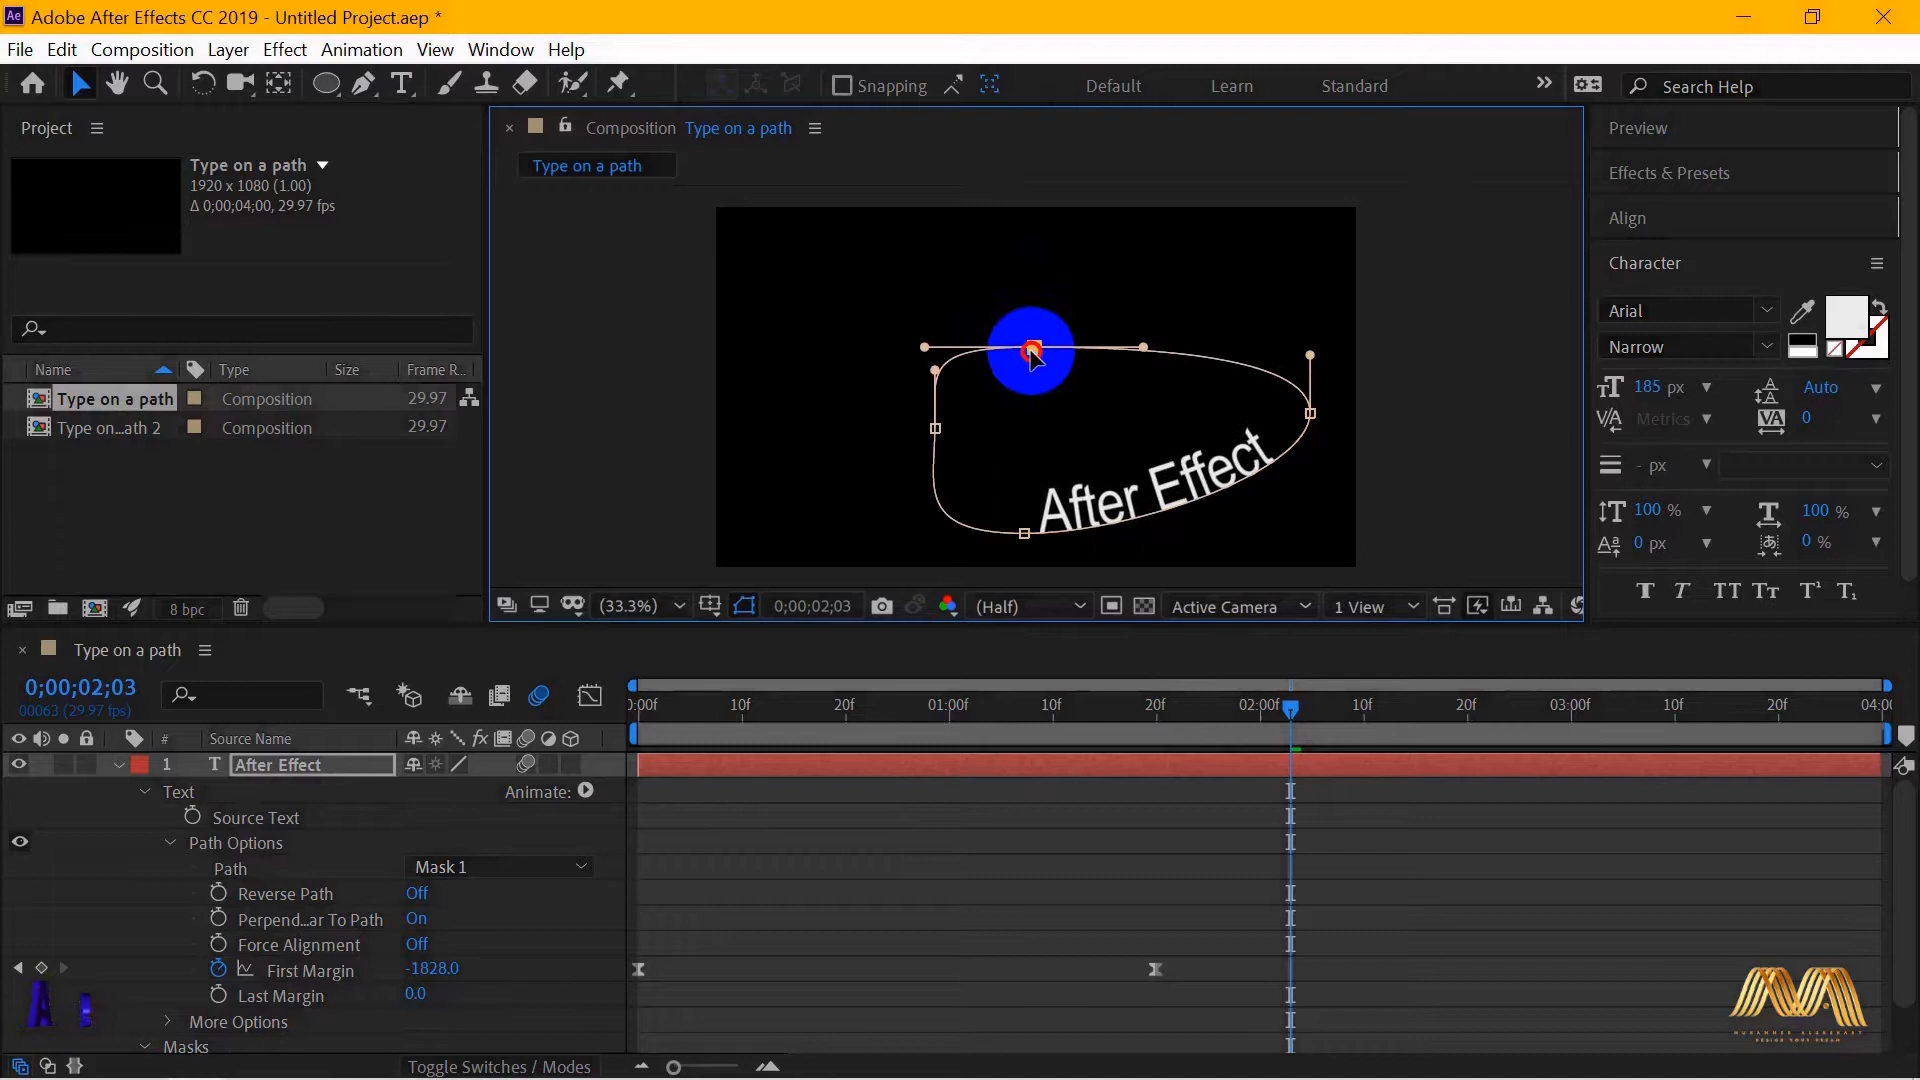 Adobe After Effects CC 2019 - Untitled Project.aep *
File Edit Composition Layer Effect Animation View Window Help
Snapping
Default
Learn
Standard
Search Help
Project
Type on a path
1920 x 1080 (1.00)
Δ 0;00;04;00, 29.97 fps
Name Type Size Frame R...
Type on a path Composition 29.97
Type on...ath 2 Composition 29.97
8 bpc
Composition Type on a path
Type on a path
After Effect
(33.3%)
0;00;02;03
(Half)
Active Camera
1 View
Preview
Effects & Presets
Align
Character
Arial
Narrow
185 px
Auto
Metrics
0
- px
100 %
100 %
0 px
0 %
Type on a path
0;00;02;03
00063 (29.97 fps)
0:00f 10f 20f 01:00f 10f 20f 02:00f 10f 20f 03:00f 10f 20f 04:00
# Source Name
1 T After Effect
Text
Animate:
Source Text
Path Options
Path Mask 1
Reverse Path Off
Perpend...ar To Path On
Force Alignment Off
First Margin -1828.0
Last Margin 0.0
More Options
Masks
Toggle Switches / Modes